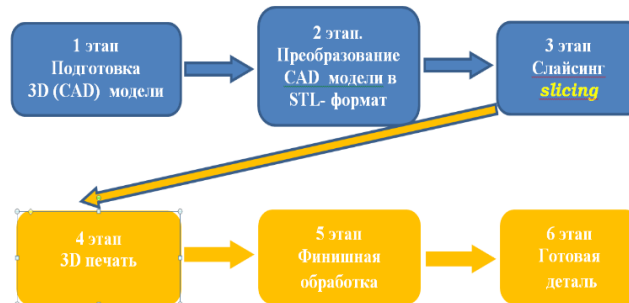 1 этап
Подготовка
3D (CAD) модели
2 этап.
Преобразование
CAD модели в
STL- формат
3 этап
Слайсинг
slicing
4 этап
3D печать
5 этап
Финишная
обработка
6 этап
Готовая
деталь